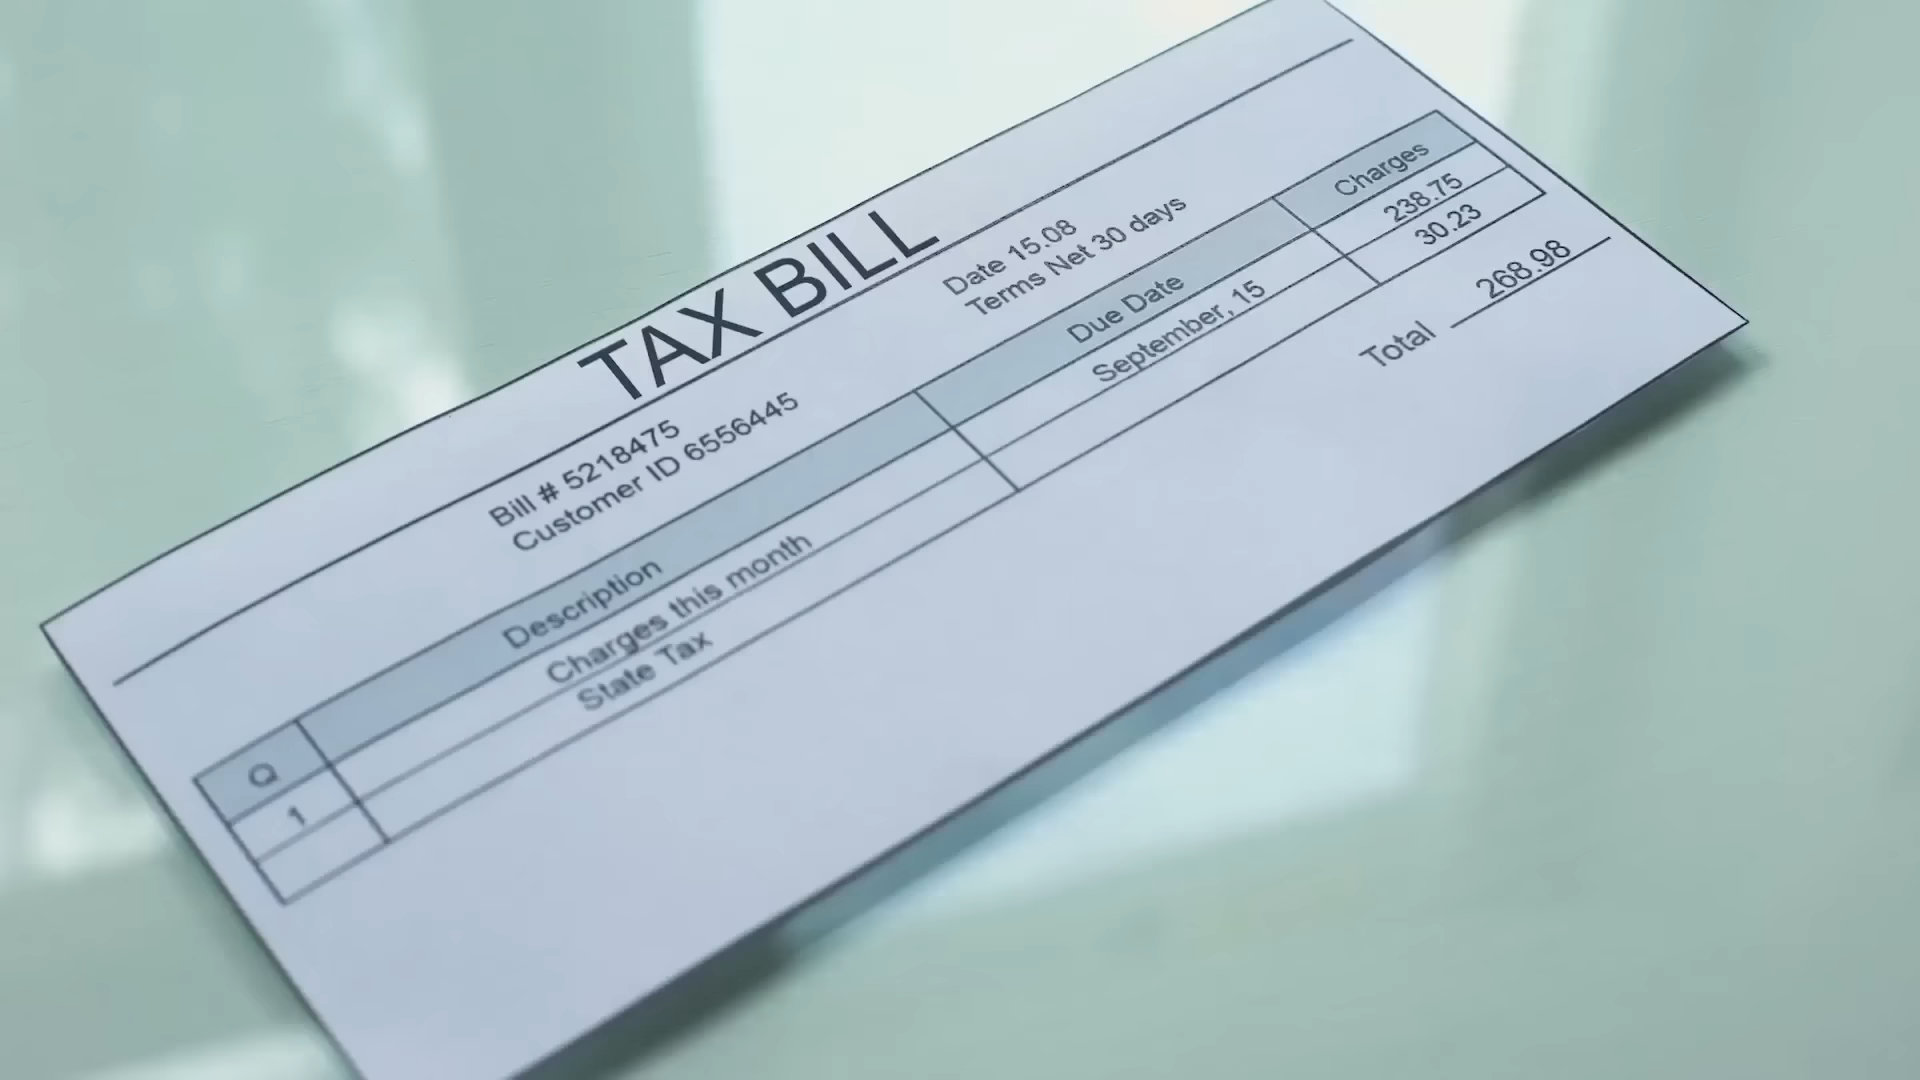 TAX BILL
Bill # 5218475
Customer ID 6556445
Date 15.08
Terms Net 30 days
Q Description Due Date Charges
1 Charges this month September, 15 238.75
State Tax 30.23
Total 268.98